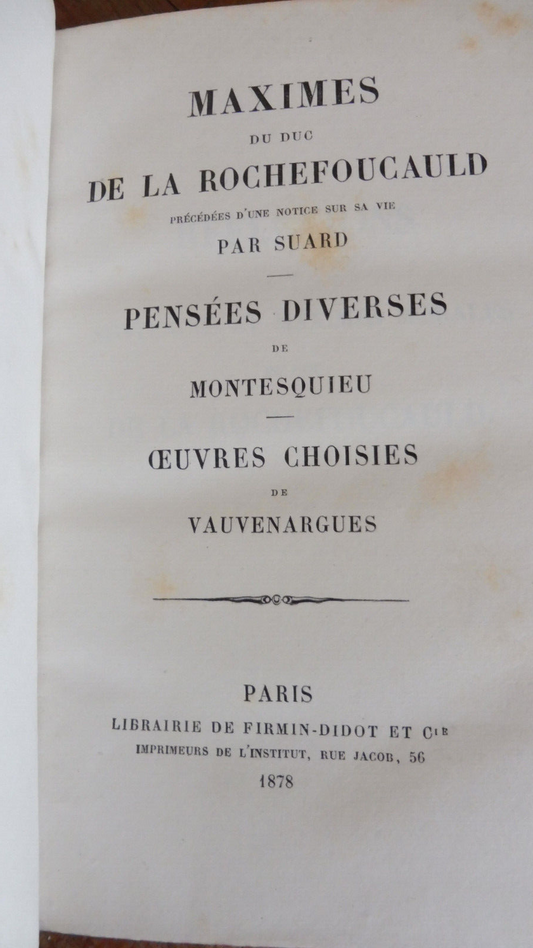 MAXIMES
DU DUC
DE LA ROCHEFOUCAULD
PRÉCÉDÉES D'UNE NOTICE SUR SA VIE
PAR SUARD
PENSÉES DIVERSES
DE
MONTESQUIEU
ŒUVRES CHOISIES
DE
VAUVENARGUES
PARIS
LIBRAIRIE DE FIRMIN-DIDOT ET CIE
IMPRIMEURS DE L'INSTITUT, RUE JACOB, 56
1878